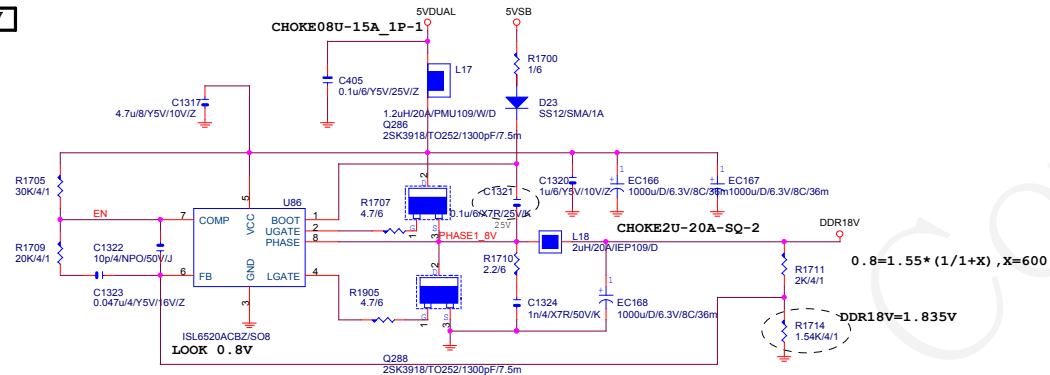 5VDUAL
5VSB
CHOKE08U-15A_1P-1
R1700
1/6
L17
C405
0.1u/6/Y5V/25V/Z
C1317
4.7u/8/Y5V/10V/Z
D23
SS12/SMA/1A
1.2uH/20A/PMU109/W/D
Q286
2SK3918/TO252/1300pF/7.5m
R1705
30K/4/1
C1321
0.1u/6/X7R/25V/K
25V
C1320
1u/6/Y5V/10V/Z
EC166
1000u/D/6.3V/8C/36m
EC167
1000u/D/6.3V/8C/36m
U86
R1707
4.7/6
EN
7
COMP
VCC
5
BOOT
1
UGATE
2
PHASE
8
PHASE1_8V
CHOKE2U-20A-SQ-2
DDR18V
L18
2uH/20A/IEP109/D
R1709
20K/4/1
C1322
10p/4/NPO/50V/J
6
FB
GND
3
LGATE
4
C1323
0.047u/4/Y5V/16V/Z
R1710
2.2/6
R1711
2K/4/1
0.8=1.55*(1/1+X),X=600
R1905
4.7/6
C1324
1n/4/X7R/50V/K
EC168
1000u/D/6.3V/8C/36m
DDR18V=1.835V
R1714
1.54K/4/1
ISL6520ACBZ/SO8
LOOK 0.8V
Q288
2SK3918/TO252/1300pF/7.5m